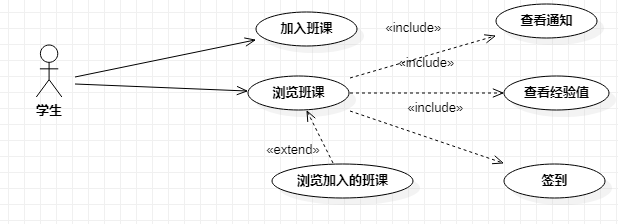 查看通知
加入班课
«include»
«include»
学生
浏览班课
查看经验值
«include»
«extend»
浏览加入的班课
签到